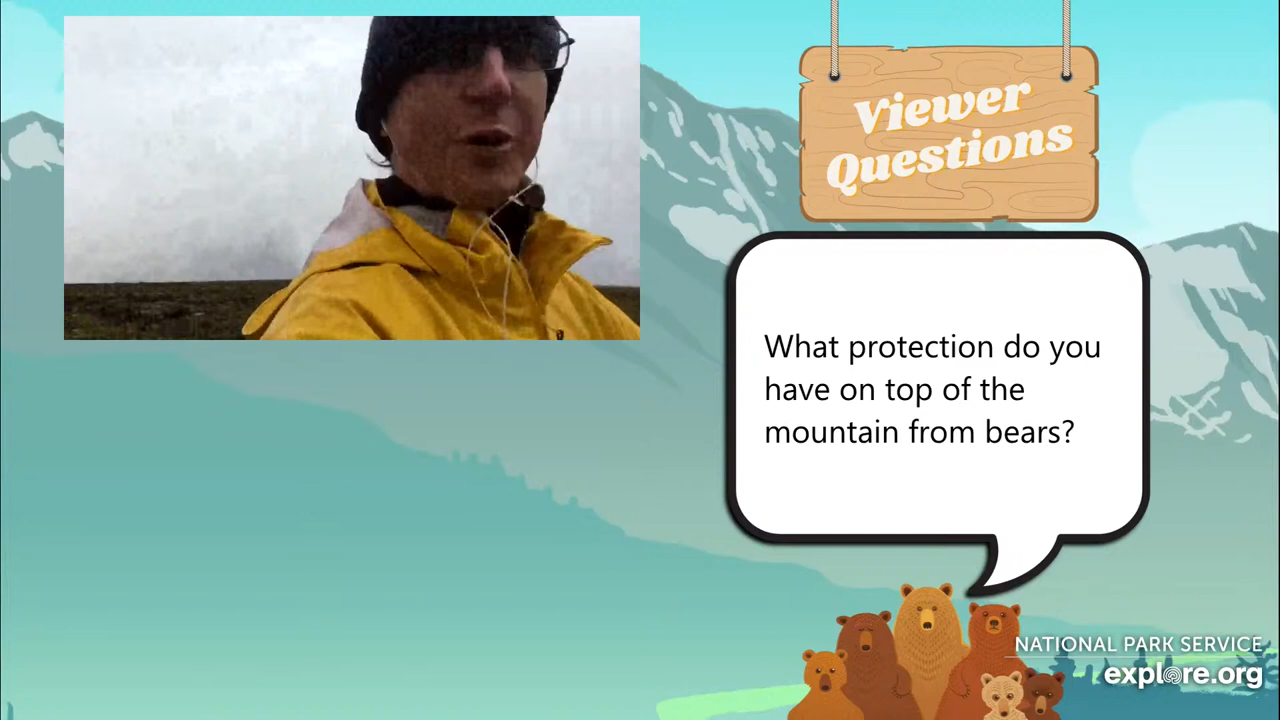 Viewer
Questions
What protection do you
have on top of the
mountain from bears?
NATIONAL PARK SERVICE
explore.org